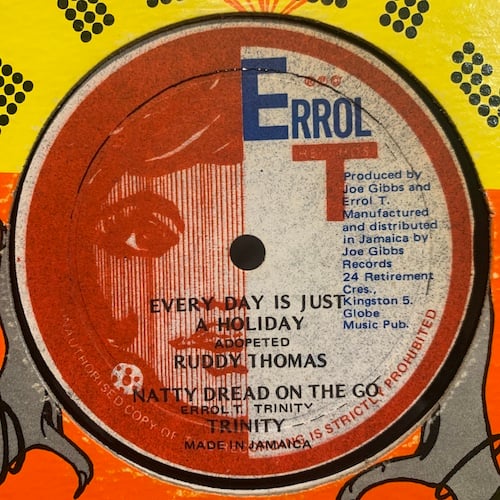 ERROL
T
Produced by
Joe Gibbs and
Errol T.
Manufactured
and distributed
in Jamaica by
Joe Gibbs
Records
24 Retirement
Cres.,
Kingston 5.
Globe
Music Pub.
EVERY DAY IS JUST
A HOLIDAY
ADOPETED
RUDDY THOMAS
NATTY DREAD ON THE GO
ERROL T. TRINITY
TRINITY
MADE IN JAMAICA
UNAUTHORISED COPY OF
IS STRICTLY PROHIBITED